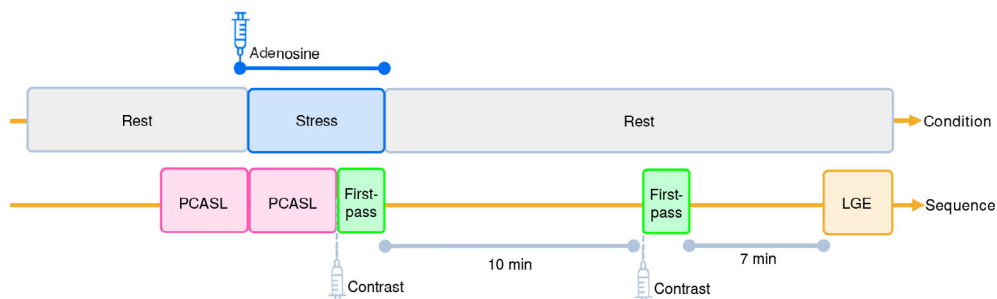 Adenosine
Rest
Stress
Rest
Condition
PCASL
PCASL
First-
pass
First-
pass
LGE
Sequence
10 min
7 min
Contrast
Contrast